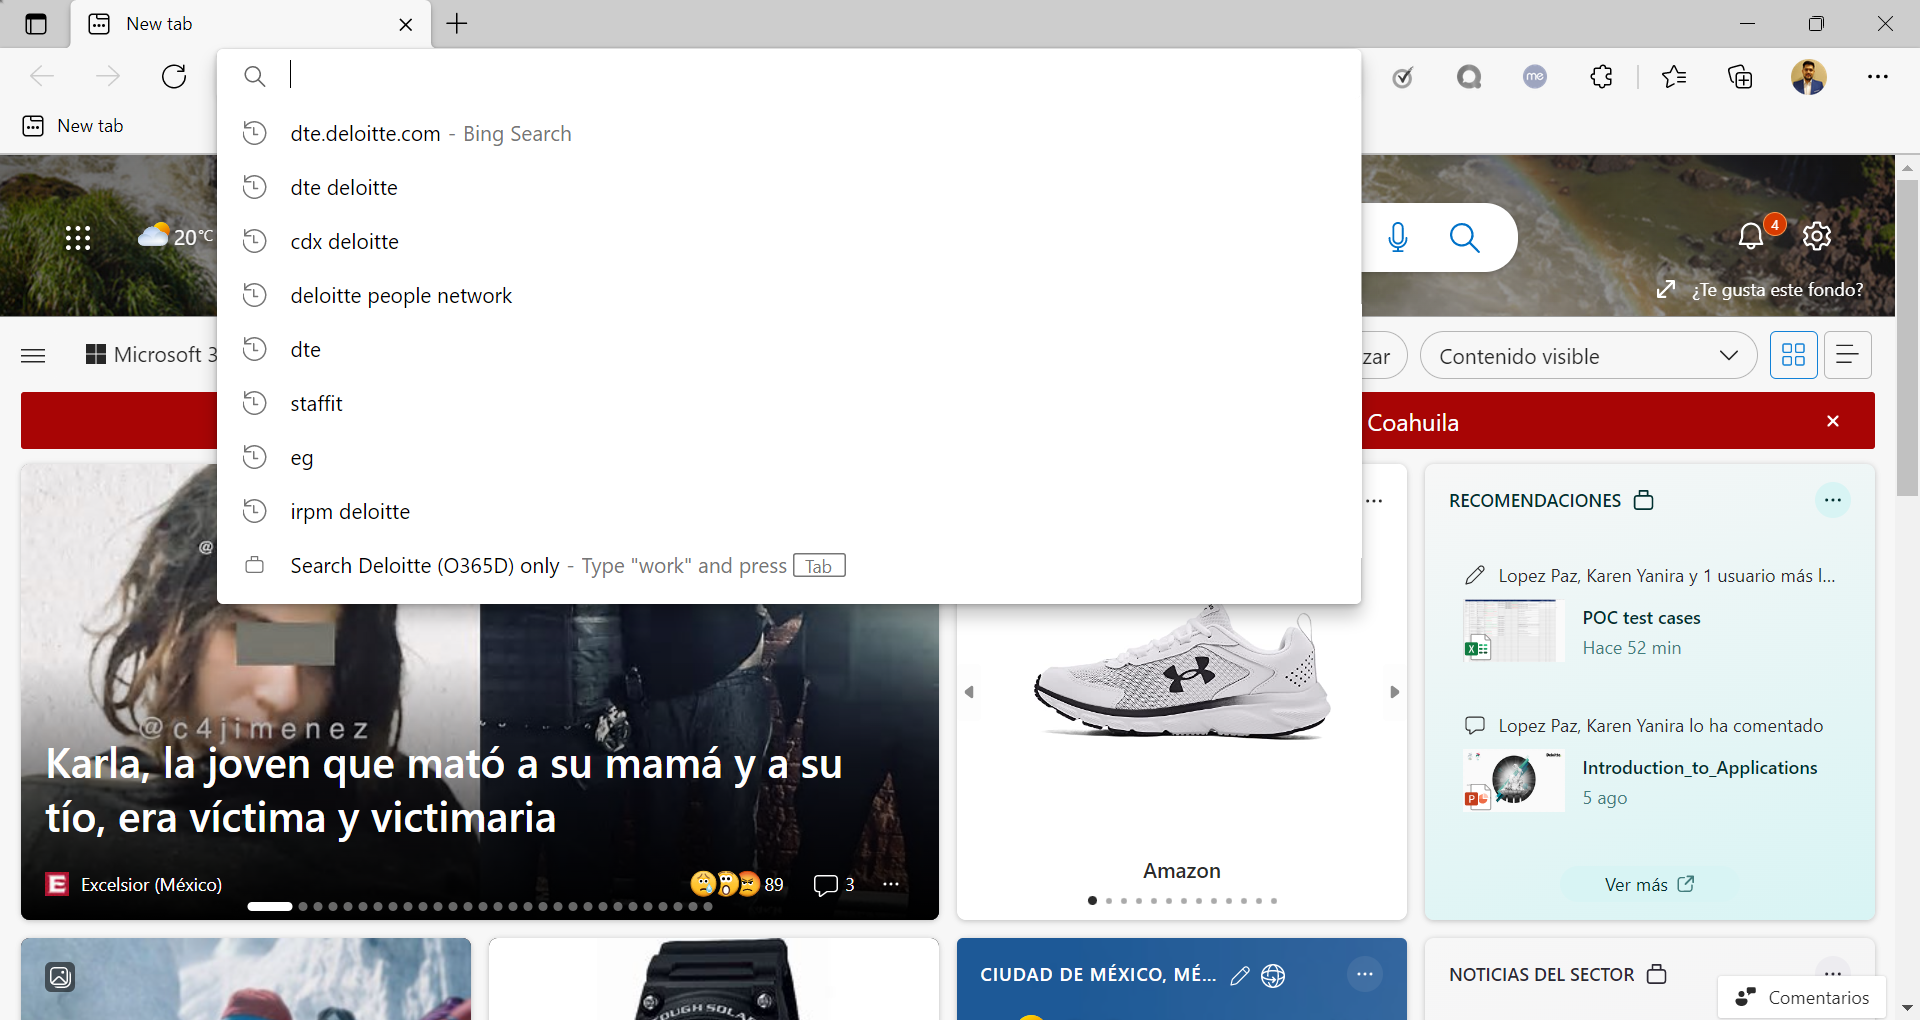 New tab
me
New tab
dte.deloitte.com - Bing Search
dte deloitte
cdx deloitte
deloitte people network
dte
staffit
eg
irpm deloitte
Search Deloitte (O365D) only - Type "work" and press Tab
20°C
4
¿Te gusta este fondo?
Microsoft 3
zar
Contenido visible
Coahuila
@
@c4jimenez
Karla, la joven que mató a su mamá y a su
tío, era víctima y victimaria
E Excelsior (México)
89
3
Amazon
RECOMENDACIONES
Lopez Paz, Karen Yanira y 1 usuario más l...
POC test cases
Hace 52 min
Lopez Paz, Karen Yanira lo ha comentado
Introduction_to_Applications
5 ago
Ver más
TOUGH SOLAR
CIUDAD DE MÉXICO, MÉ...
NOTICIAS DEL SECTOR
Comentarios